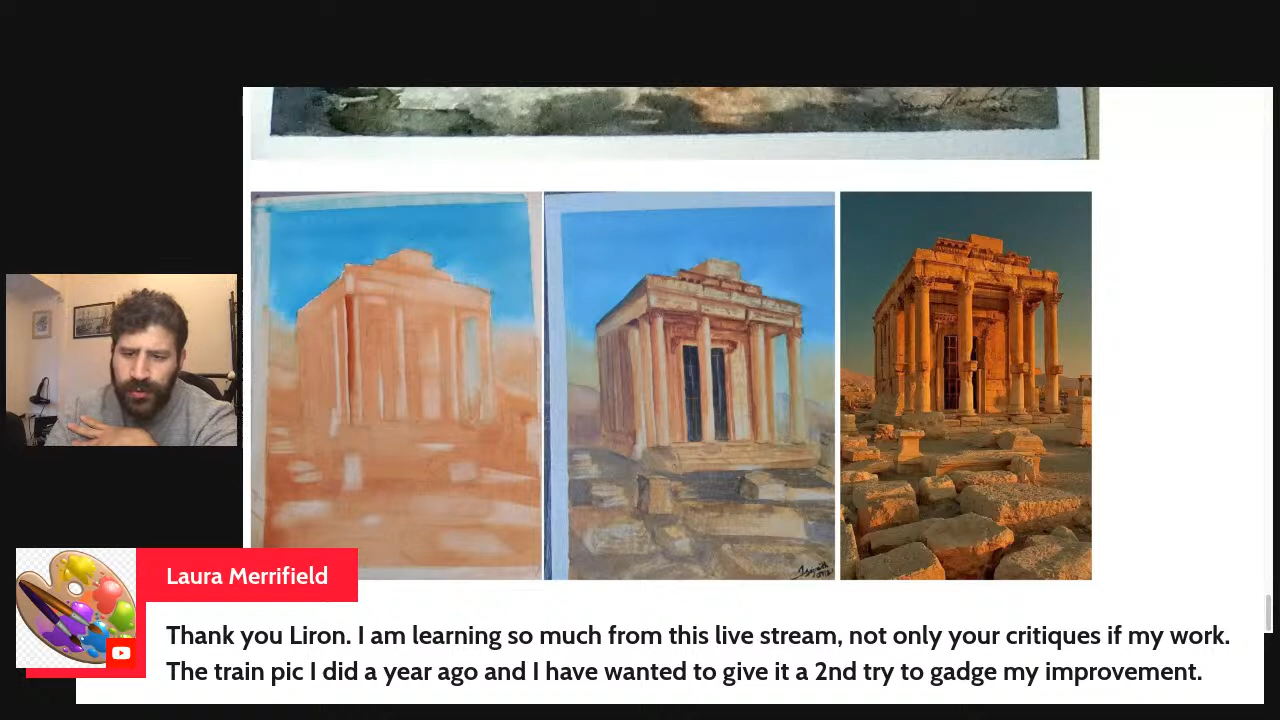 Laura Merrifield
Thank you Liron. I am learning so much from this live stream, not only your critiques if my work.
The train pic I did a year ago and I have wanted to give it a 2nd try to gadge my improvement.